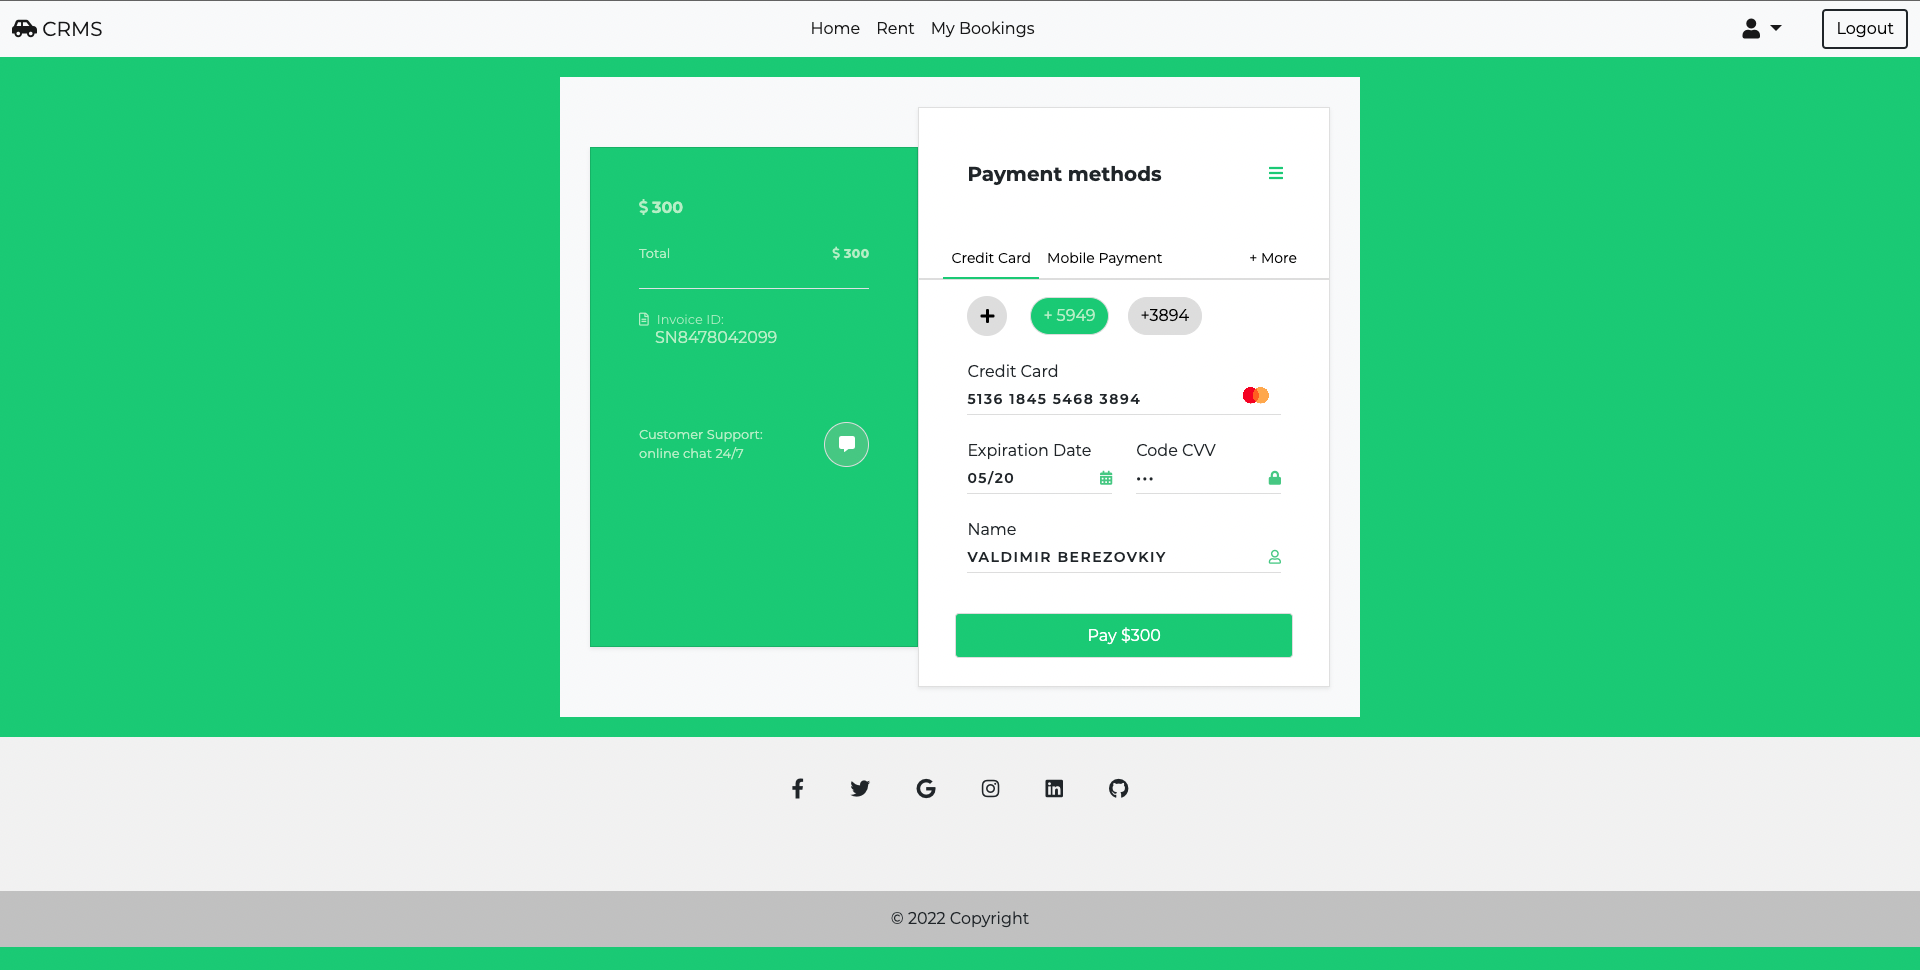 CRMS
Home Rent My Bookings
Logout
$ 300
Total $ 300
Invoice ID:
SN8478042099
Customer Support:
online chat 24/7
Payment methods
Credit Card Mobile Payment + More
+ 5949 +3894
Credit Card
5136 1845 5468 3894
Expiration Date Code CVV
05/20 •••
Name
VALDIMIR BEREZOVKIY
Pay $300
© 2022 Copyright